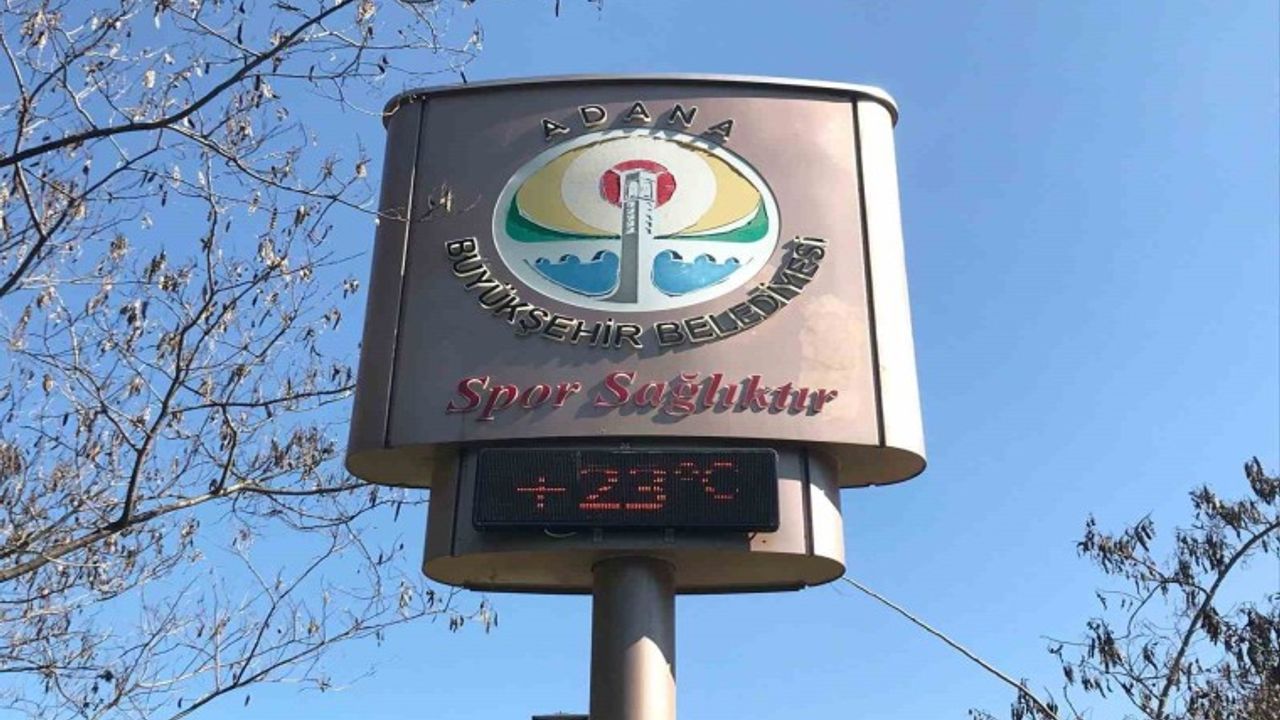 ADANA
BÜYÜKŞEHİR BELEDİYESİ
Spor Sağlıktır
+23°C